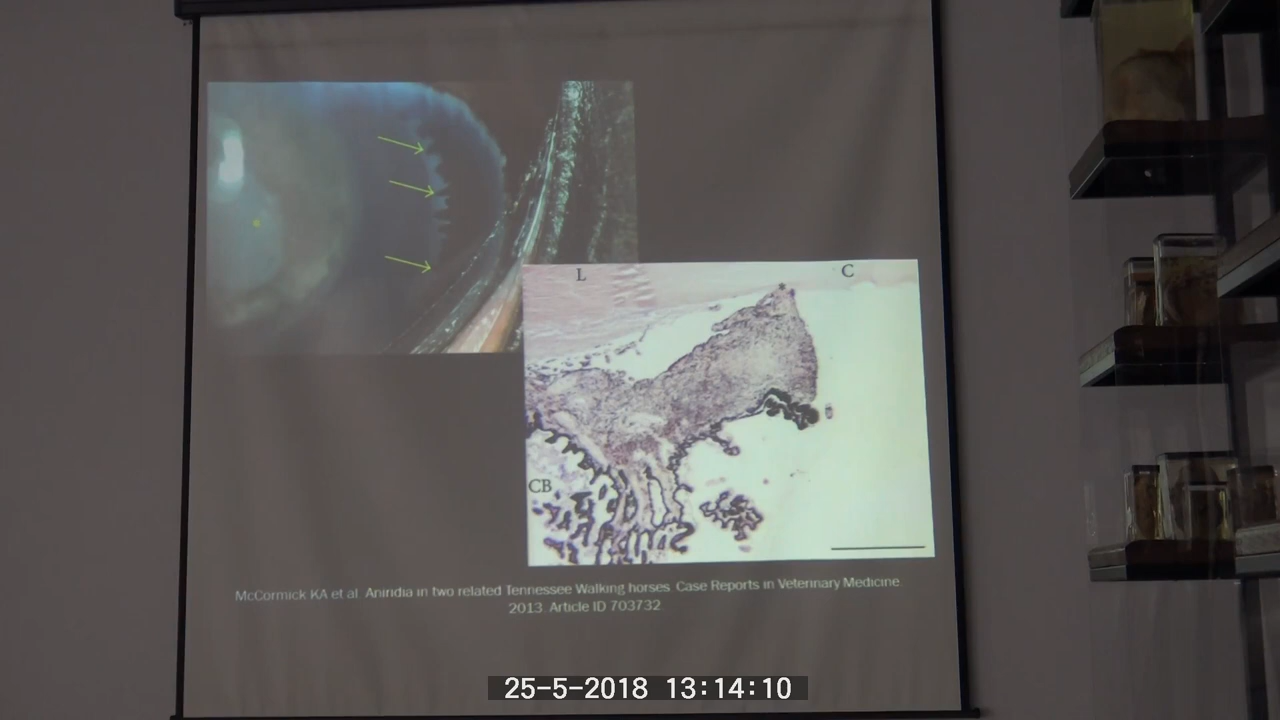 L
C
CB
McCormick KA et al. Aniridia in two related Tennessee Walking horses. Case Reports in Veterinary Medicine.
2013. Article ID 703732
25-5-2018 13:14:10